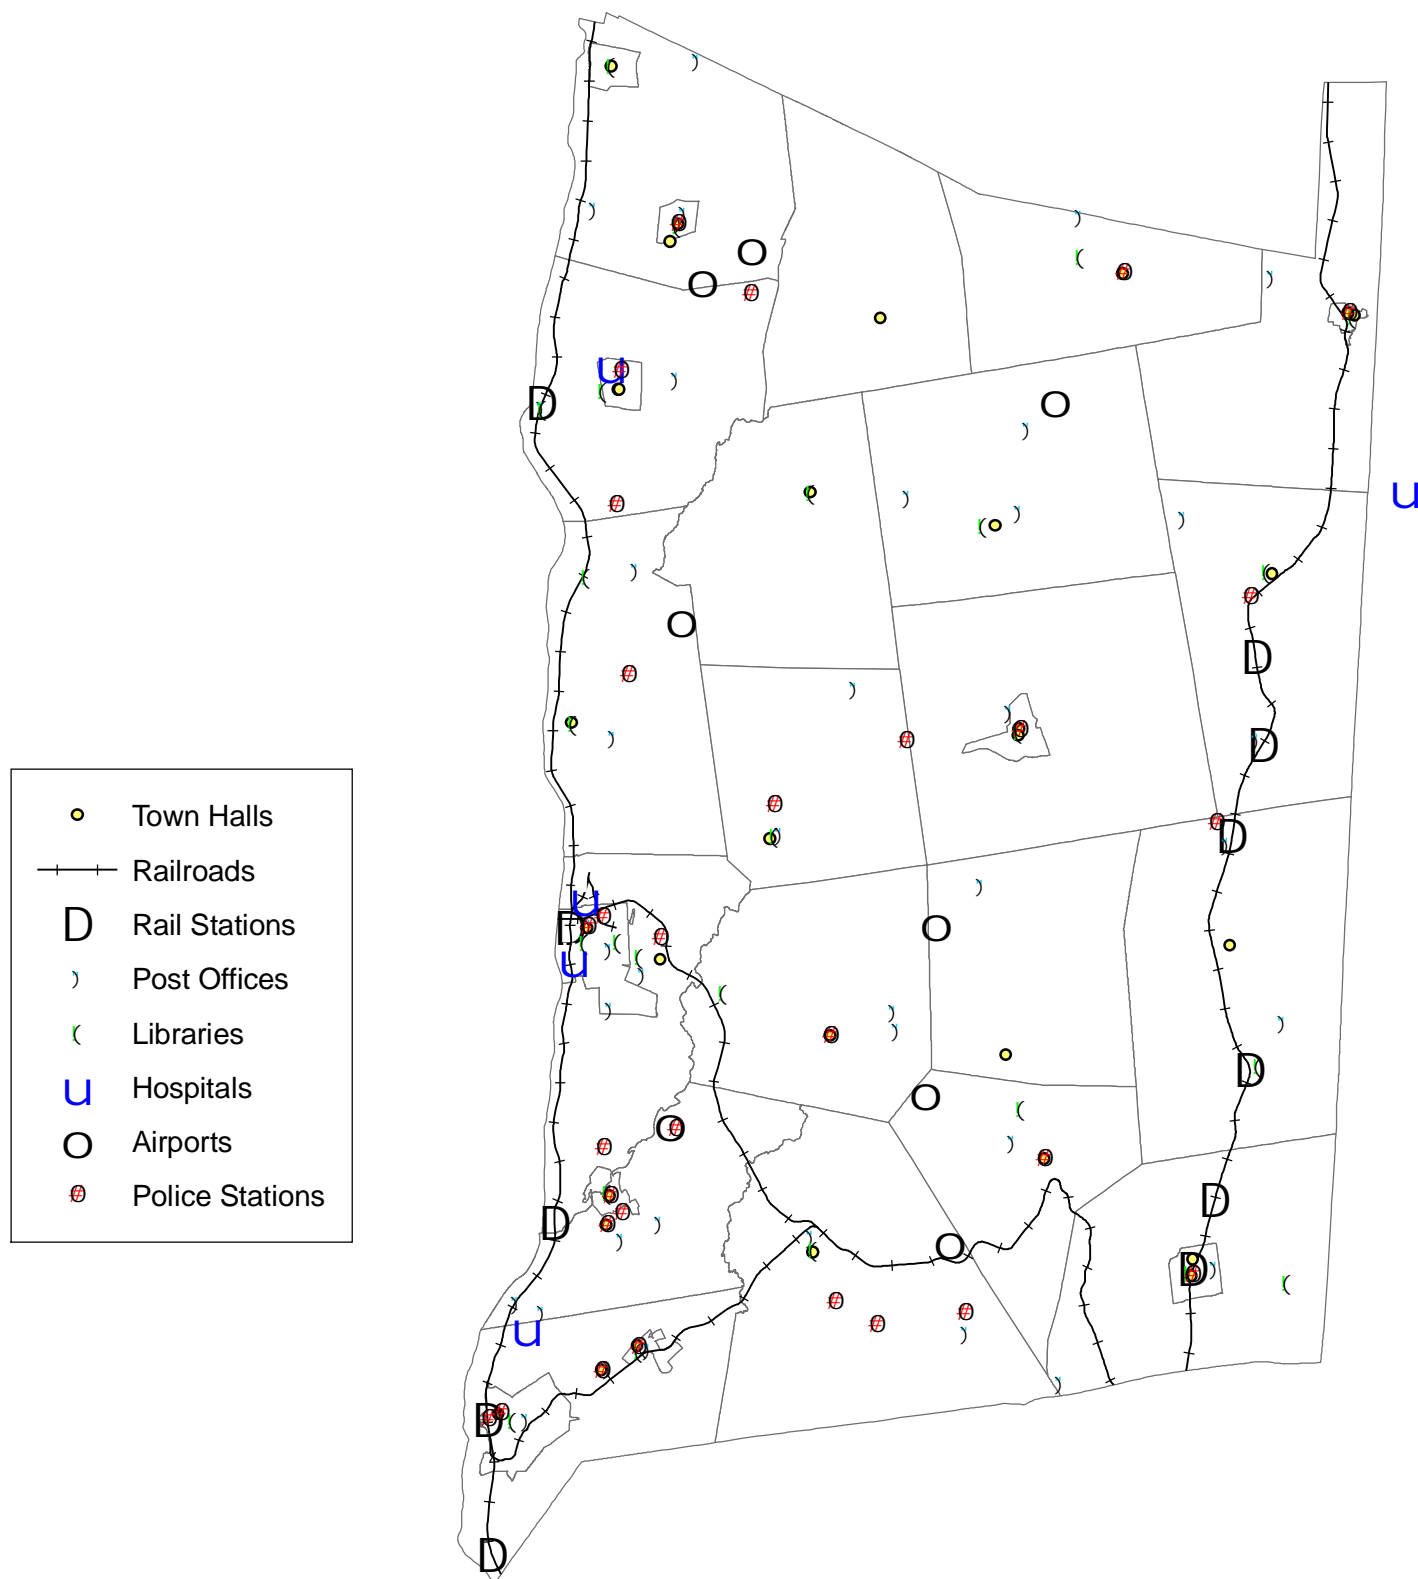 Town Halls
Railroads
D Rail Stations
) Post Offices
( Libraries
u Hospitals
O Airports
Police Stations